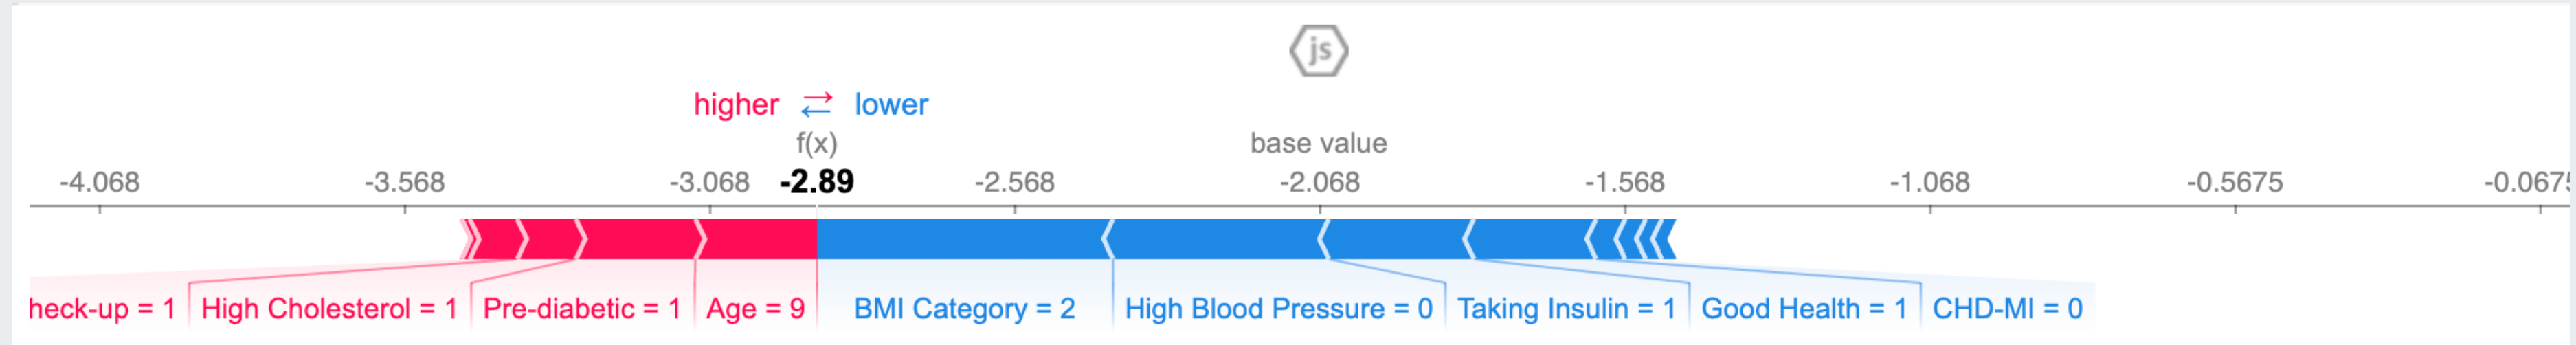 js
higher ⇄ lower
f(x) base value
-4.068 -3.568 -3.068 -2.89 -2.568 -2.068 -1.568 -1.068 -0.5675 -0.067
heck-up = 1 High Cholesterol = 1 Pre-diabetic = 1 Age = 9 BMI Category = 2 High Blood Pressure = 0 Taking Insulin = 1 Good Health = 1 CHD-MI = 0